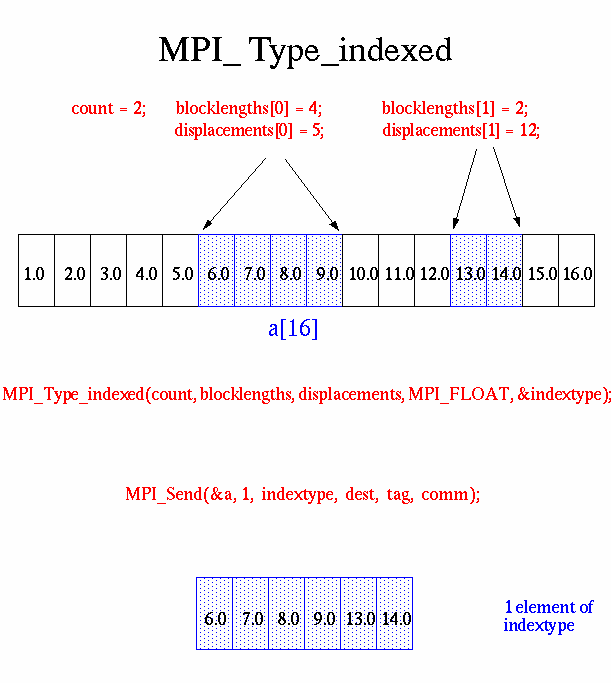 MPI_ Type_indexed
count = 2; blocklengths[0] = 4; blocklengths[1] = 2;
displacements[0] = 5; displacements[1] = 12;
1.0 2.0 3.0 4.0 5.0 6.0 7.0 8.0 9.0 10.0 11.0 12.0 13.0 14.0 15.0 16.0
a[16]
MPI_Type_indexed(count, blocklengths, displacements, MPI_FLOAT, &indextype);
MPI_Send(&a, 1, indextype, dest, tag, comm);
6.0 7.0 8.0 9.0 13.0 14.0
1 element of
indextype